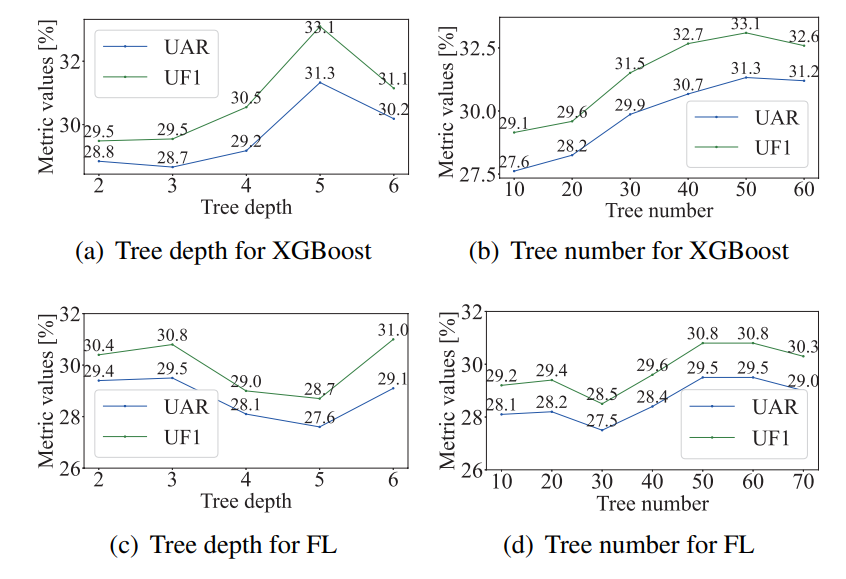 Metric values [%]
32
30
UAR
UF1
33.1
31.3
31.1
30.2
30.5
29.2
29.5
29.5
28.8
28.7
2 3 4 5 6
Tree depth
(a) Tree depth for XGBoost
Metric values [%]
32.5
30.0
27.5
29.1
29.6
31.5
32.7
33.1
32.6
27.6
28.2
29.9
30.7
31.3
31.2
UAR
UF1
10 20 30 40 50 60
Tree number
(b) Tree number for XGBoost
Metric values [%]
32
30
28
26
30.4
30.8
29.0
28.7
31.0
29.4
29.5
28.1
27.6
29.1
UAR
UF1
2 3 4 5 6
Tree depth
(c) Tree depth for FL
Metric values [%]
32
30
28
26
29.2
29.4
28.5
29.6
30.8
30.8
30.3
28.1
28.2
27.5
28.4
29.5
29.5
29.0
UAR
UF1
10 20 30 40 50 60 70
Tree number
(d) Tree number for FL